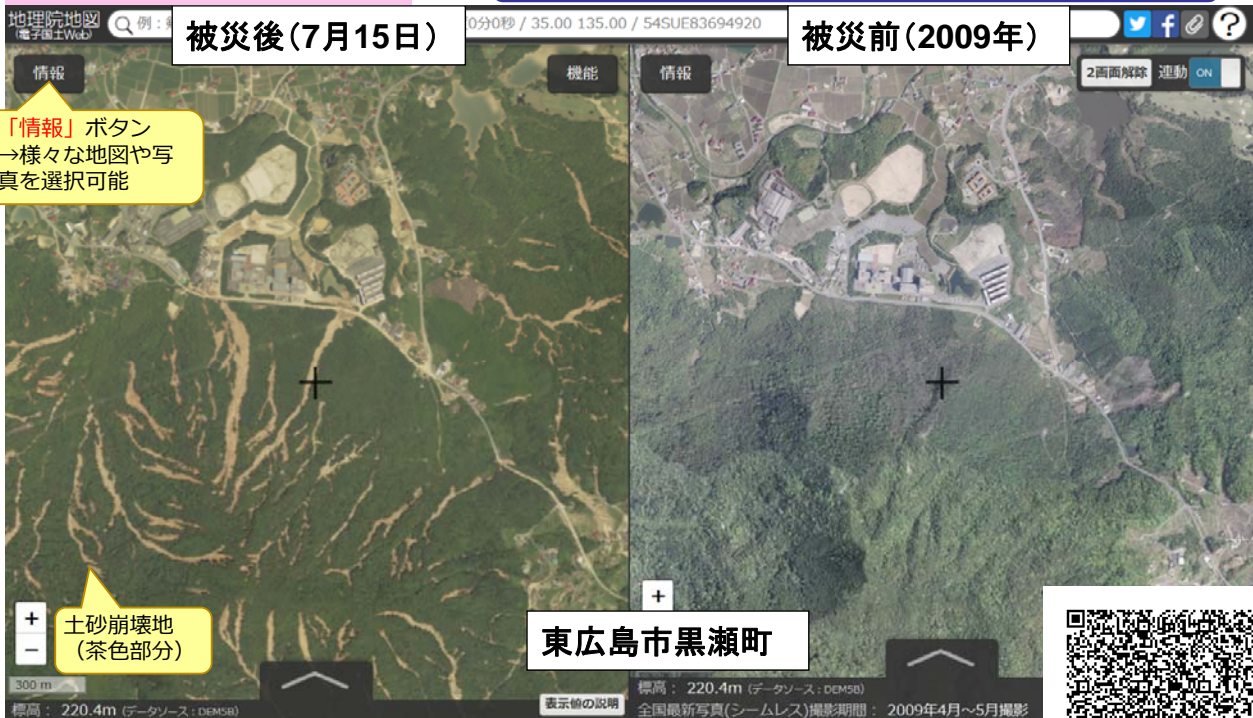 地理院地図
(電子国土Web)
例：
0分0秒 / 35.00 135.00 / 54SUE83694920
被災後（7月15日）
被災前（2009年）
情報
機能
情報
2画面解除
連動
ON
「情報」ボタン
→様々な地図や写
真を選択可能
土砂崩壊地
（茶色部分）
東広島市黒瀬町
300 m
標高： 220.4m (データソース：DEM5B)
表示値の説明
標高： 220.4m (データソース：DEM5B)
全国最新写真(シームレス)撮影期間： 2009年4月～5月撮影